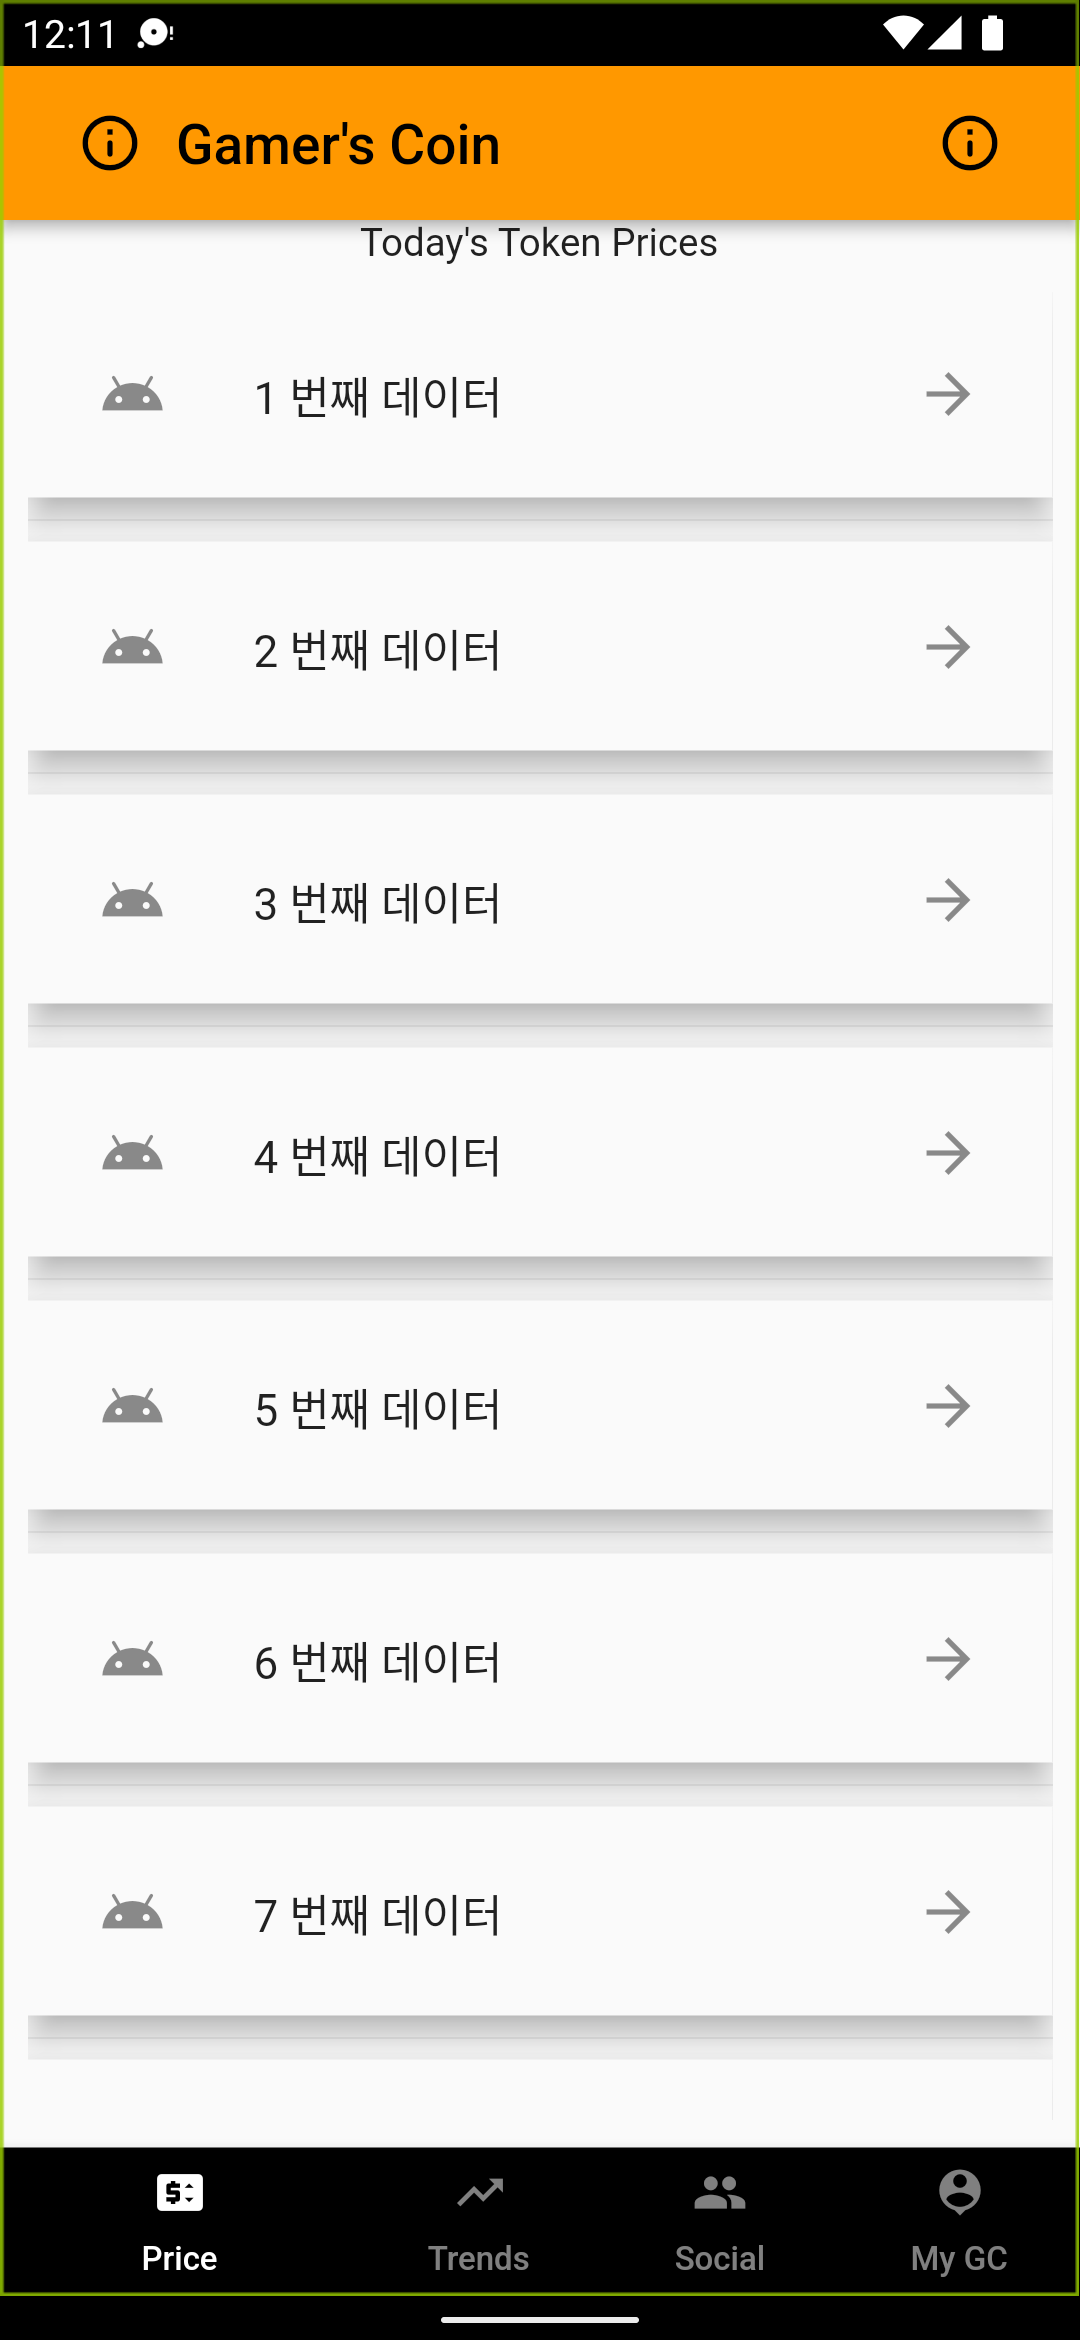 12:11
Gamer's Coin
Today's Token Prices
1 번째 데이터
2 번째 데이터
3 번째 데이터
4 번째 데이터
5 번째 데이터
6 번째 데이터
7 번째 데이터
Price Trends Social My GC